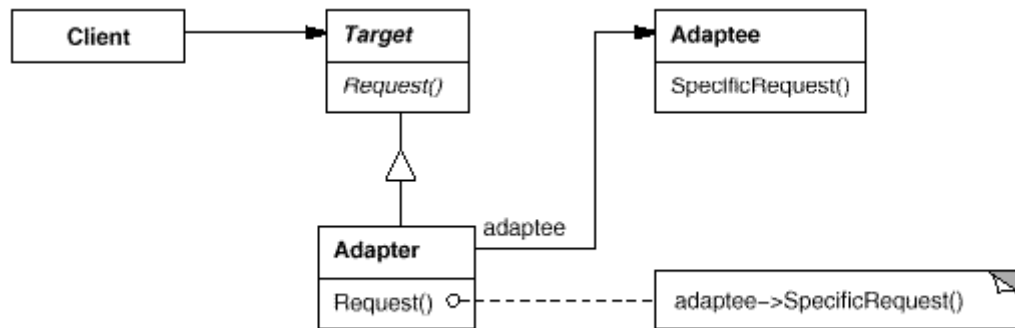 Client
Target
Request()
Adaptee
SpecificRequest()
adaptee
Adapter
Request()
adaptee->SpecificRequest()